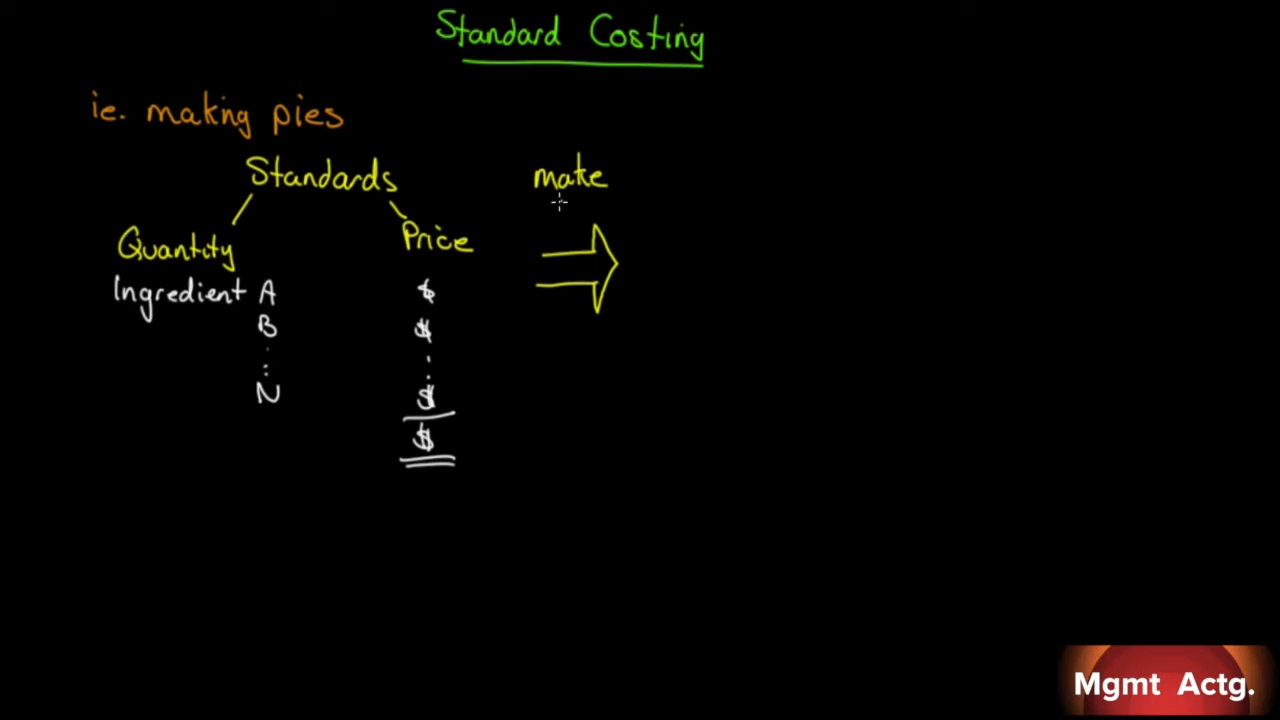 Standard Costing
ie. making pies
Standards
make
Quantity
Price
Ingredient A $
B $
N $
$
Mgmt Actg.